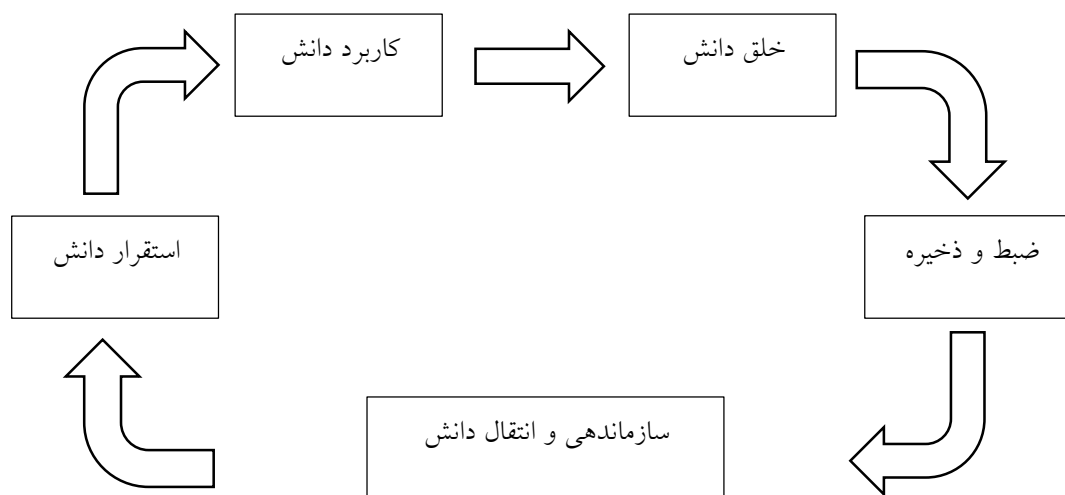 خلق دانش
کاربرد دانش
ضبط و ذخیره
استقرار دانش
سازماندهی و انتقال دانش